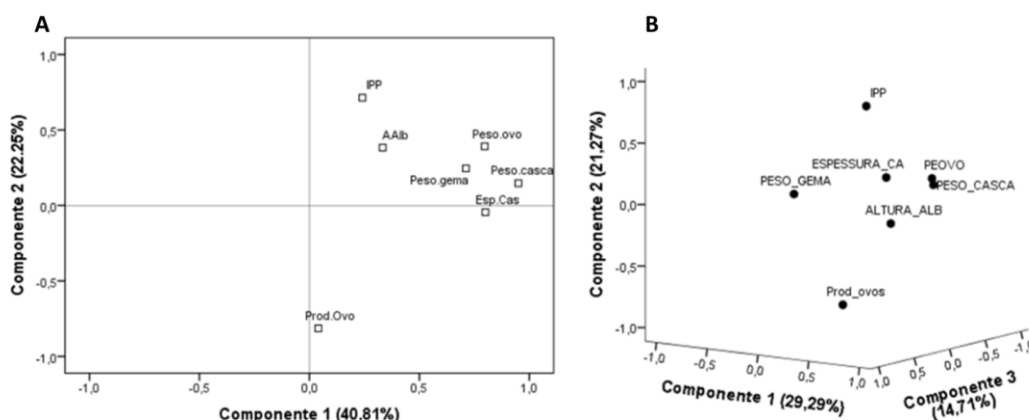 A
Componente 2 (22.25%)
1,0
0,5
0,0
-0,5
-1,0
IPP
AAlb
Peso.ovo
Peso.gema
Peso.casca
Esp.Cas
Prod.Ovo
-1,0
-0,5
0,0
0,5
1,0
Componente 1 (40.81%)
B
Componente 2 (21,27%)
1,0
0,5
0,0
-0,5
-1,0
IPP
ESPESSURA_CA
PEOVO
PESO_GEMA
PESO_CASCA
ALTURA_ALB
Prod_ovos
-1,0
-0,5
0,0
0,5
1,0
Componente 1 (29,29%)
1,0
0,5
0,0
-0,5
-1,0
Componente 3
(14,71%)